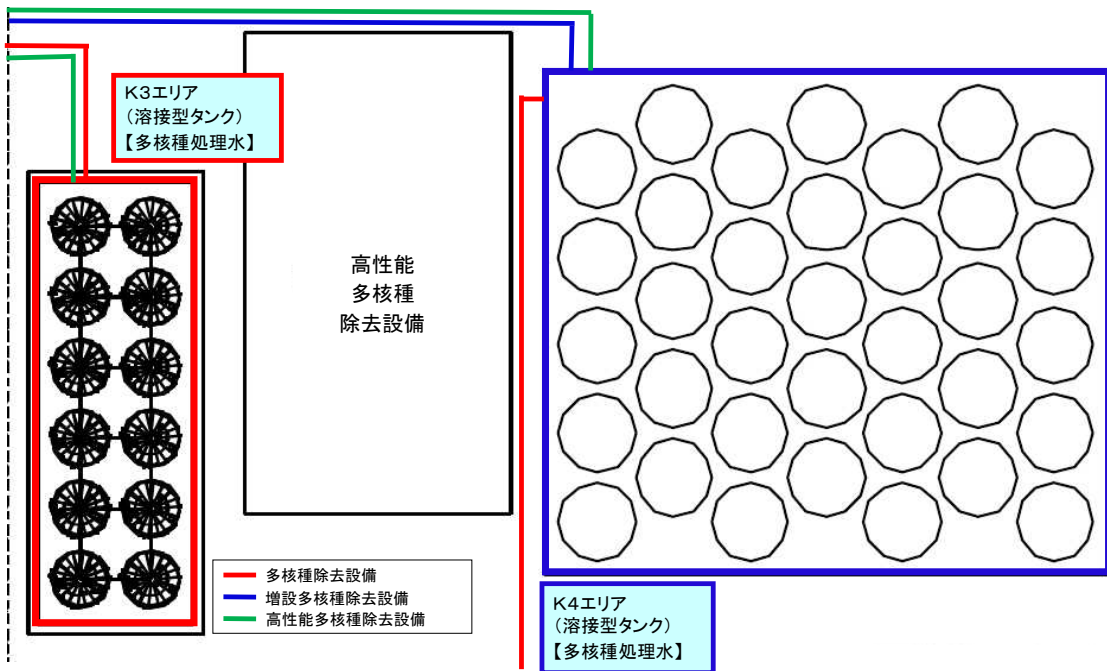 K3エリア
(溶接型タンク)
【多核種処理水】
高性能
多核種
除去設備
多核種除去設備
増設多核種除去設備
高性能多核種除去設備
K4エリア
(溶接型タンク)
【多核種処理水】